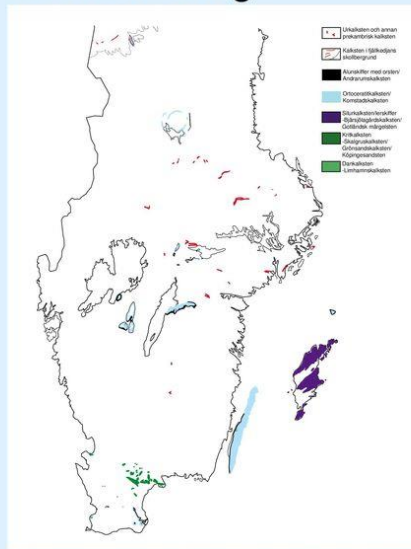 Urkalksten och annan
prekambrisk kalksten
Kalksten i fjällkedjans
skollberggrund
Alunskiffer med orsten/
Andrarumskalksten
Ortoceratitkalksten/
Komstadskalksten
Silurkalksten/lerskiffer
-Bjärsjölagårdskalksten/
Gotländsk märgelsten
Kritkalksten
-Skalgruskalksten/
Grönsandskalksten/
Köpingesandsten
Dankalksten
-Limhamnskalksten